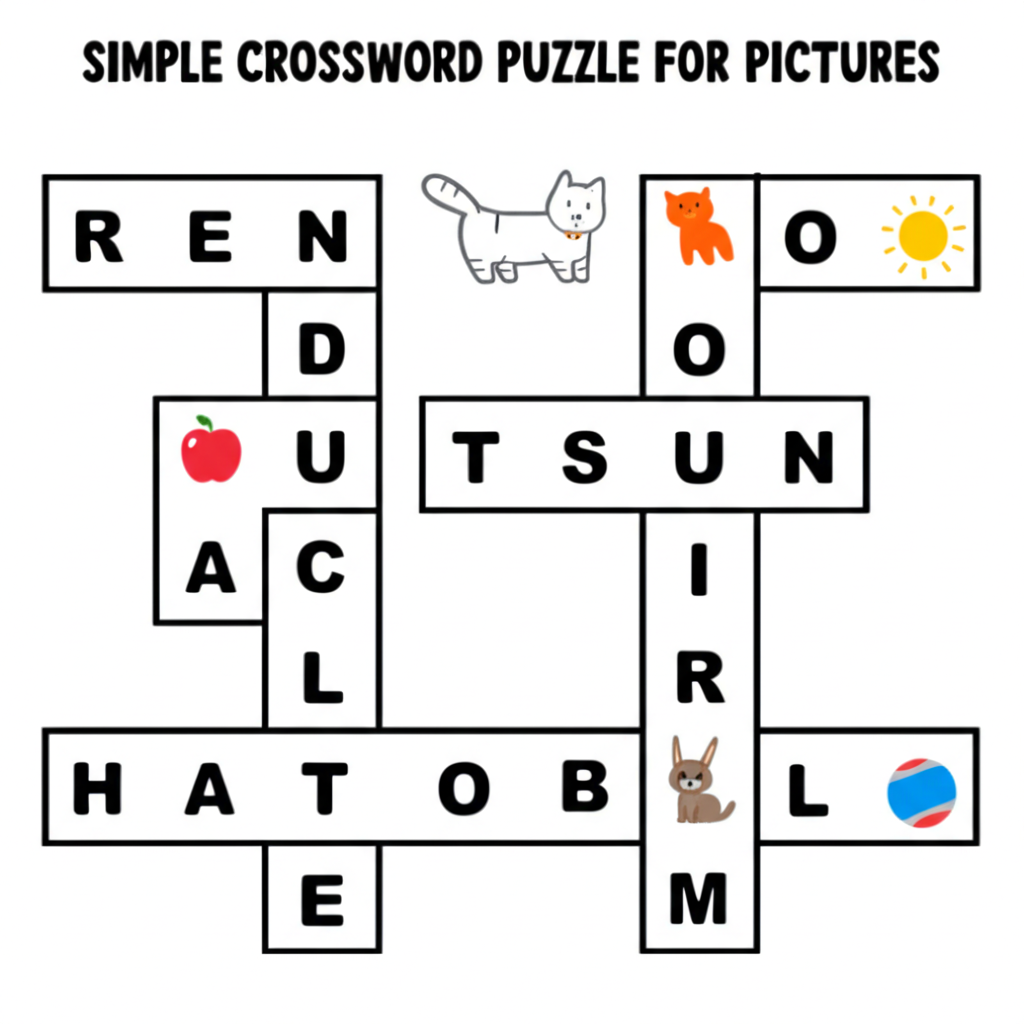 SIMPLE CROSSWORD PUZZLE FOR PICTURES
R E N O
D O
U T S U N
A C I
L R
H A T O B L
E M